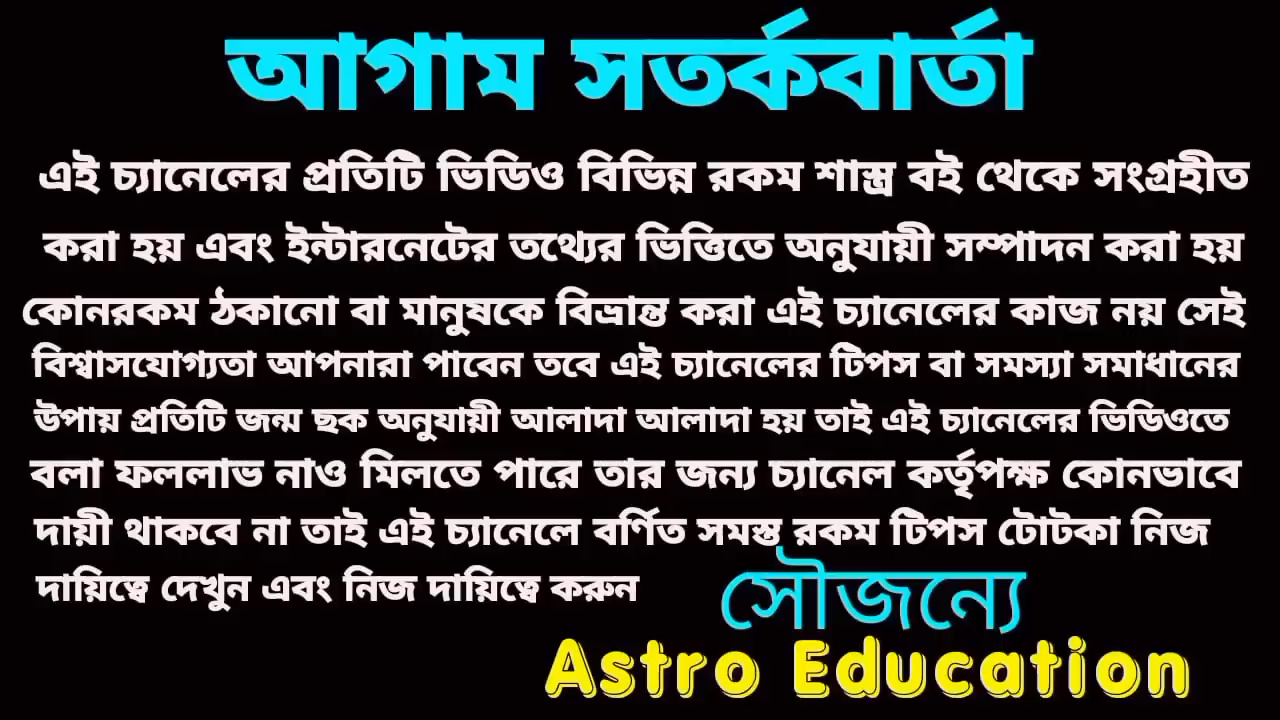 আগাম সতর্কবার্তা
এই চ্যানেলের প্রতিটি ভিডিও বিভিন্ন রকম শাস্ত্র বই থেকে সংগ্রহীত
করা হয় এবং ইন্টারনেটের তথ্যের ভিত্তিতে অনুযায়ী সম্পাদন করা হয়
কোনরকম ঠকানো বা মানুষকে বিভ্রান্ত করা এই চ্যানেলের কাজ নয় সেই
বিশ্বাসযোগ্যতা আপনারা পাবেন তবে এই চ্যানেলের টিপস বা সমস্যা সমাধানের
উপায় প্রতিটি জন্ম ছক অনুযায়ী আলাদা আলাদা হয় তাই এই চ্যানেলের ভিডিওতে
বলা ফললাভ নাও মিলতে পারে তার জন্য চ্যানেল কর্তৃপক্ষ কোনভাবে
দায়ী থাকবে না তাই এই চ্যানেলে বর্ণিত সমস্ত রকম টিপস টোটকা নিজ
দায়িত্বে দেখুন এবং নিজ দায়িত্বে করুন
সৌজন্যে
Astro Education